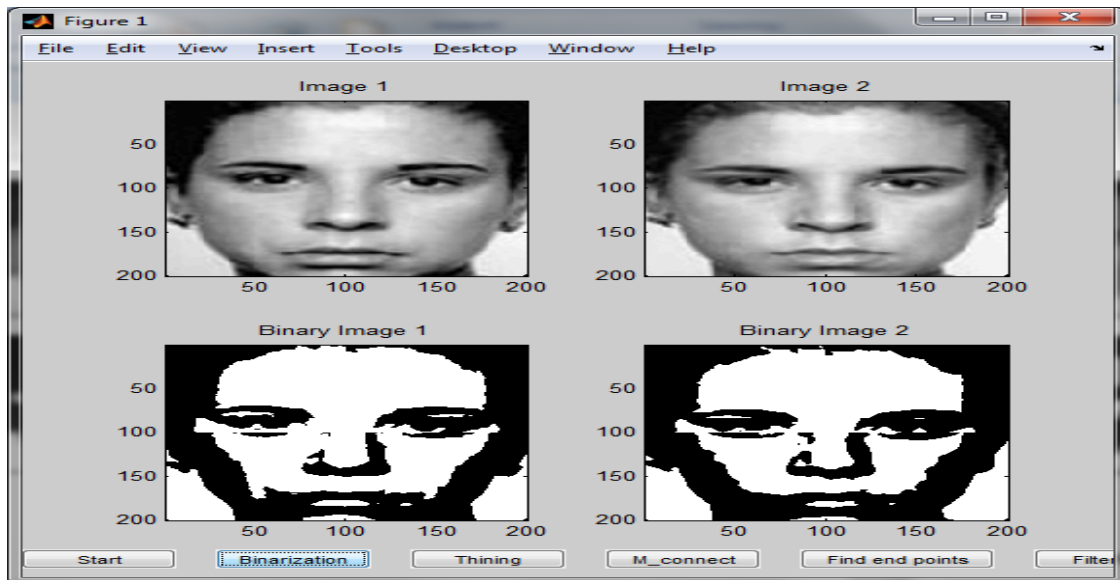 Figure 1
File Edit View Insert Tools Desktop Window Help
Image 1 Image 2
50 50
100 100
150 150
200 200
50 100 150 200 50 100 150 200
Binary Image 1 Binary Image 2
50 50
100 100
150 150
200 200
50 100 150 200 50 100 150 200
Start Binarization Thining M_connect Find end points Filter